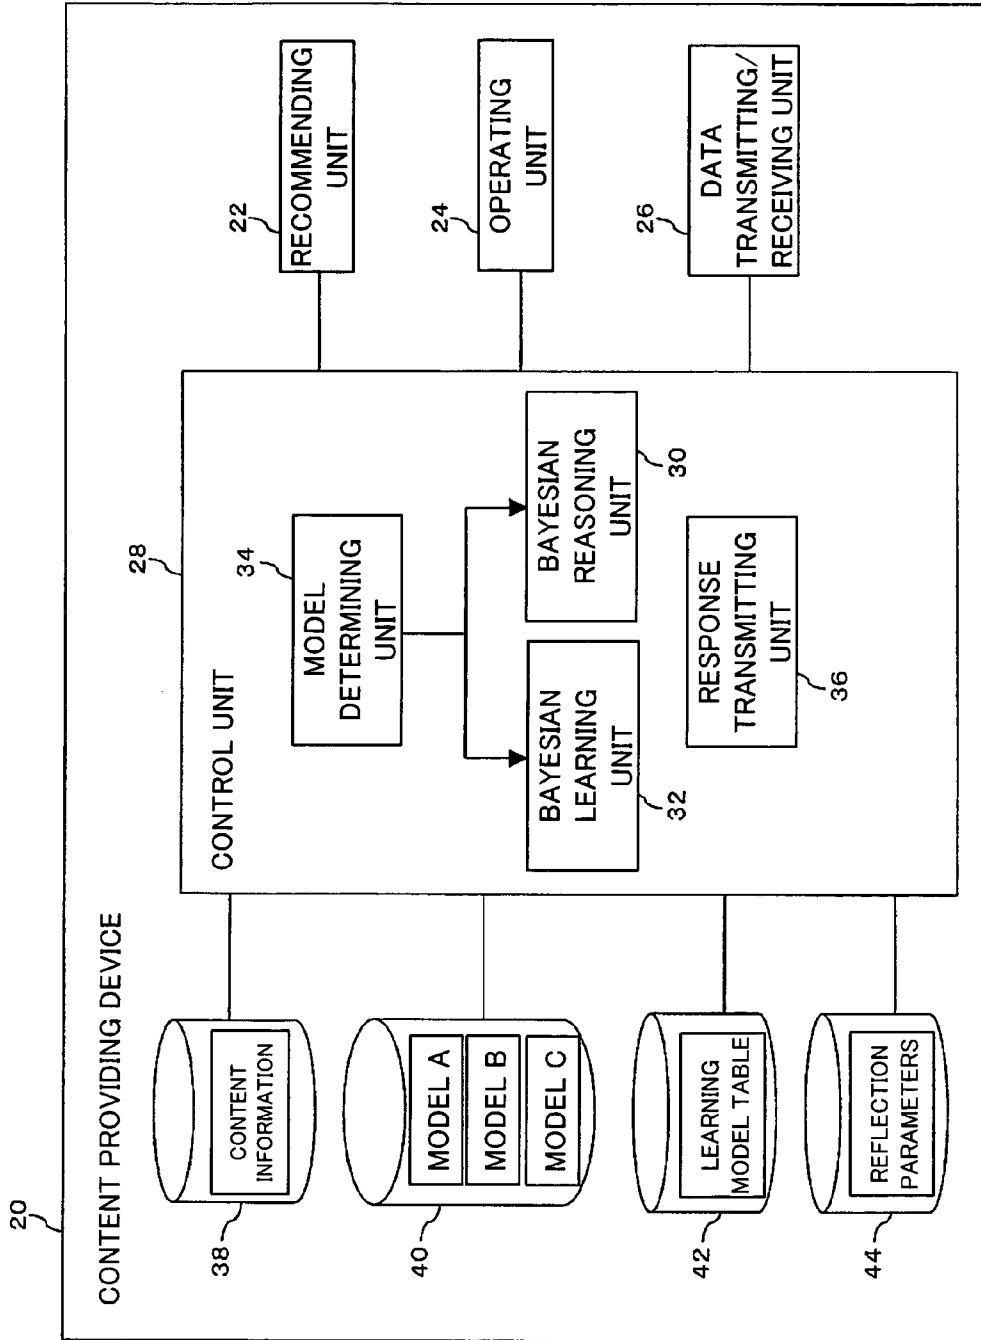 20
CONTENT PROVIDING DEVICE
38
CONTENT
INFORMATION
40
MODEL A
MODEL B
MODEL C
42
LEARNING
MODEL TABLE
44
REFLECTION
PARAMETERS
28
CONTROL UNIT
34
MODEL
DETERMINING
UNIT
BAYESIAN
LEARNING
UNIT
32
BAYESIAN
REASONING
UNIT
30
RESPONSE
TRANSMITTING
UNIT
36
22
RECOMMENDING
UNIT
24
OPERATING
UNIT
26
DATA
TRANSMITTING/
RECEIVING UNIT